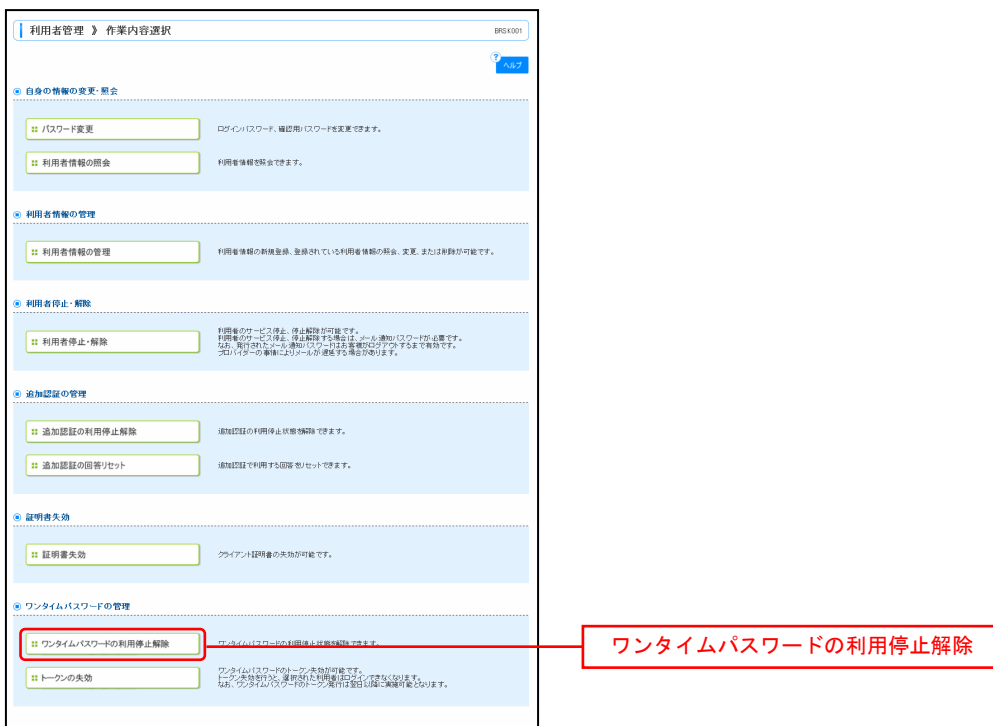 利用者管理 》 作業内容選択
BRSK001
?
ヘルプ
自身の情報の変更・照会
パスワード変更
ログインパスワード、確認用パスワードを変更できます。
利用者情報の照会
利用者情報を照会できます。
利用者情報の管理
利用者情報の管理
利用者情報の新規登録、登録されている利用者情報の照会、変更、または削除が可能です。
利用者停止・解除
利用者停止・解除
利用者のサービス停止、停止解除が可能です。
利用者のサービス停止、停止解除する場合は、メール通知パスワードが必要です。
なお、発行されたメール通知パスワードはお客様がログアウトするまで有効です。
プロバイダーの事情によりメールが遅延する場合があります。
追加認証の管理
追加認証の利用停止解除
追加認証の利用停止状態を解除できます。
追加認証の回答リセット
追加認証で利用する回答をリセットできます。
証明書失効
証明書失効
クライアント証明書の失効が可能です。
ワンタイムパスワードの管理
ワンタイムパスワードの利用停止解除
ワンタイムパスワードの利用停止状態を解除できます。
ワンタイムパスワードの利用停止解除
トークンの失効
ワンタイムパスワードのトークン失効が可能です。
トークン失効を行うと、選択された利用者はログインできなくなります。
なお、ワンタイムパスワードのトークン発行は翌日以降に実施可能となります。